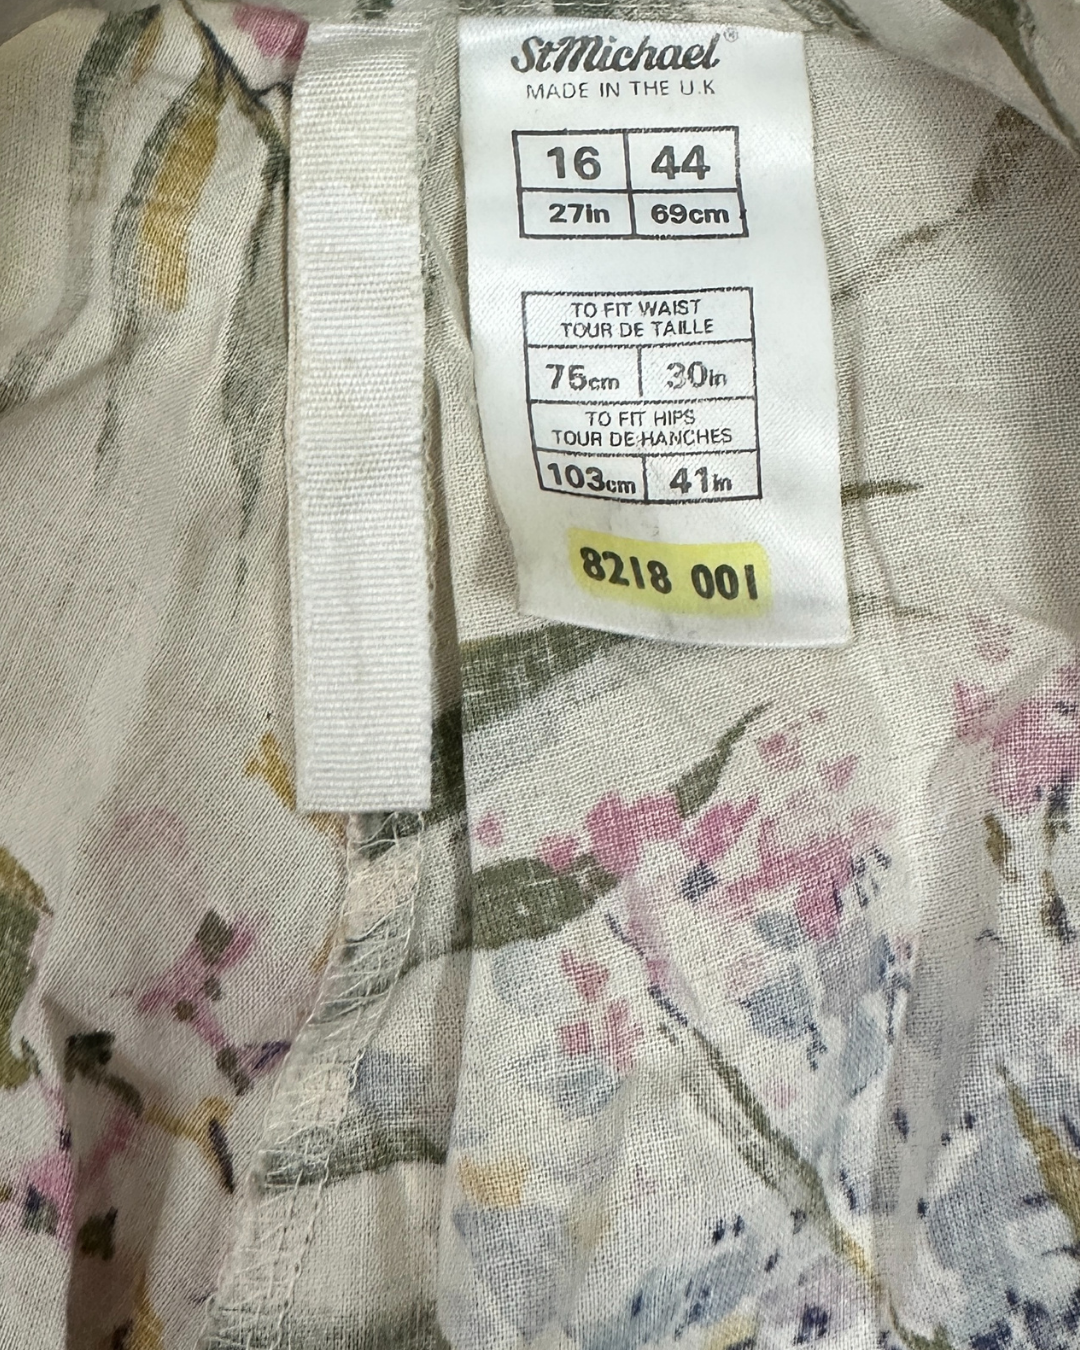 StMichael®
MADE IN THE U.K
16 44
27in 69cm
TO FIT WAIST
TOUR DE TAILLE
75cm 30in
TO FIT HIPS
TOUR DE HANCHES
103cm 41in
8218 001